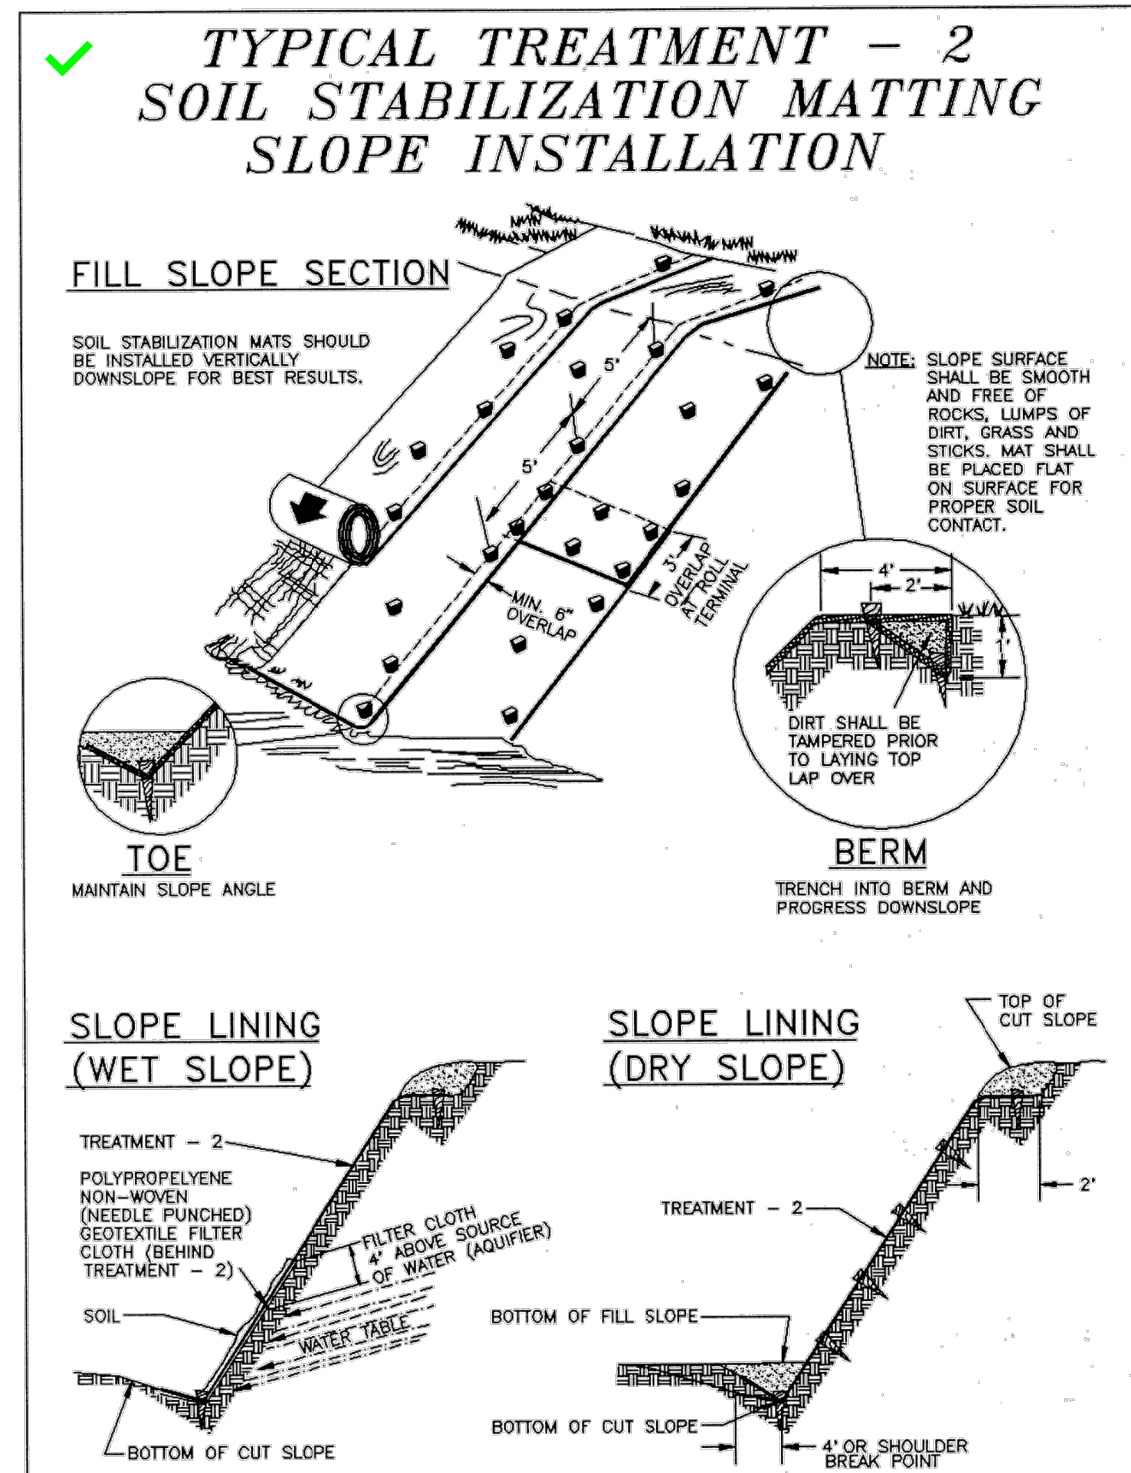 TYPICAL TREATMENT - 2
SOIL STABILIZATION MATTING
SLOPE INSTALLATION
FILL SLOPE SECTION
SOIL STABILIZATION MATS SHOULD
BE INSTALLED VERTICALLY
DOWNSLOPE FOR BEST RESULTS.
5'
5'
MIN. 6"
OVERLAP
3'
OVERLAP
AT ROLL
TERMINAL
NOTE: SLOPE SURFACE
SHALL BE SMOOTH
AND FREE OF
ROCKS, LUMPS OF
DIRT, GRASS AND
STICKS. MAT SHALL
BE PLACED FLAT
ON SURFACE FOR
PROPER SOIL
CONTACT.
4'
2'
1'
DIRT SHALL BE
TAMPERED PRIOR
TO LAYING TOP
LAP OVER
TOE
MAINTAIN SLOPE ANGLE
BERM
TRENCH INTO BERM AND
PROGRESS DOWNSLOPE
SLOPE LINING
(WET SLOPE)
TREATMENT - 2
POLYPROPELYENE
NON-WOVEN
(NEEDLE PUNCHED)
GEOTEXTILE FILTER
CLOTH (BEHIND
TREATMENT - 2)
SOIL
FILTER CLOTH
4' ABOVE SOURCE
OF WATER (AQUIFIER)
WATER TABLE
BOTTOM OF CUT SLOPE
SLOPE LINING
(DRY SLOPE)
TOP OF
CUT SLOPE
2'
TREATMENT - 2
BOTTOM OF FILL SLOPE
BOTTOM OF CUT SLOPE
4' OR SHOULDER
BREAK POINT